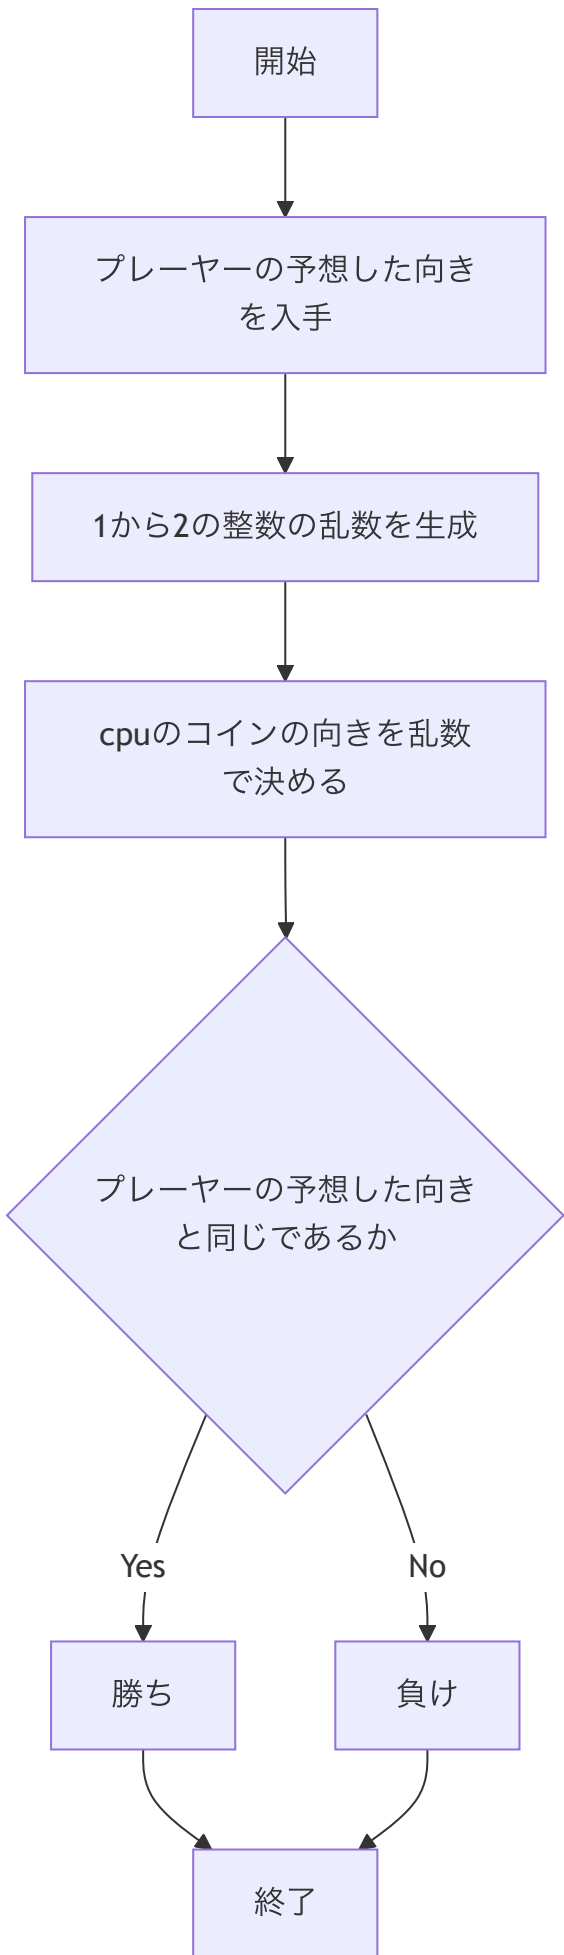 開始
プレーヤーの予想した向き
を入手
1から2の整数の乱数を生成
cpuのコインの向きを乱数
で決める
プレーヤーの予想した向き
と同じであるか
Yes
No
勝ち
負け
終了